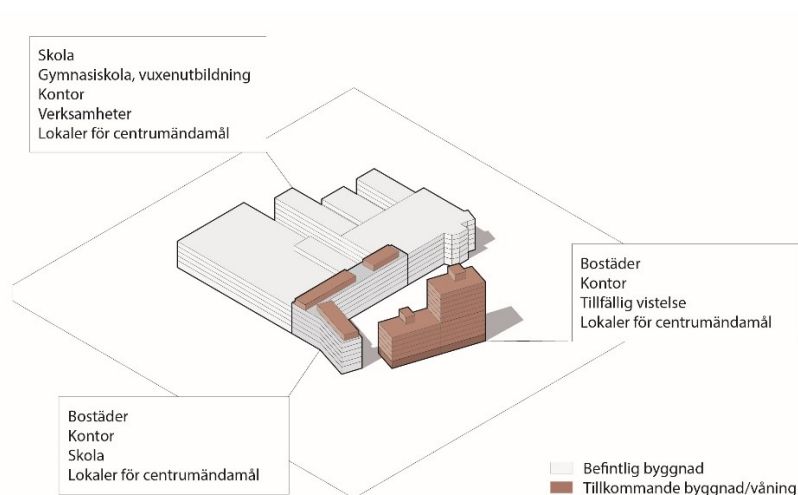 Skola
Gymnasiskola, vuxenutbildning
Kontor
Verksamheter
Lokaler för centrumändamål
Bostäder
Kontor
Tillfällig vistelse
Lokaler för centrumändamål
Bostäder
Kontor
Skola
Lokaler för centrumändamål
Befintlig byggnad
Tillkommande byggnad/våning